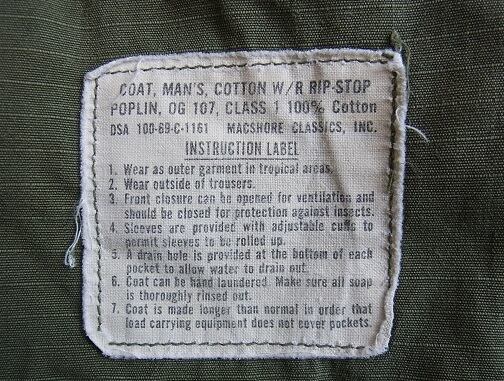 COAT, MAN'S, COTTON W/R RIP-STOP
POPLIN, OG 107, CLASS 1 100% Cotton
DSA 100-69-C-1161 MACSHORE CLASSICS, INC.
INSTRUCTION LABEL
1. Wear as outer garment in tropical areas.
2. Wear outside of trousers.
3. Front closure can be opened for ventilation and
should be closed for protection against insects.
4. Sleeves are provided with adjustable cuffs to
permit sleeves to be rolled up.
5. A drain hole is provided at the bottom of each
pocket to allow water to drain out.
6. Coat can be hand laundered. Make sure all soap
is thoroughly rinsed out.
7. Coat is made longer than normal in order that
load carrying equipment does not cover pockets.